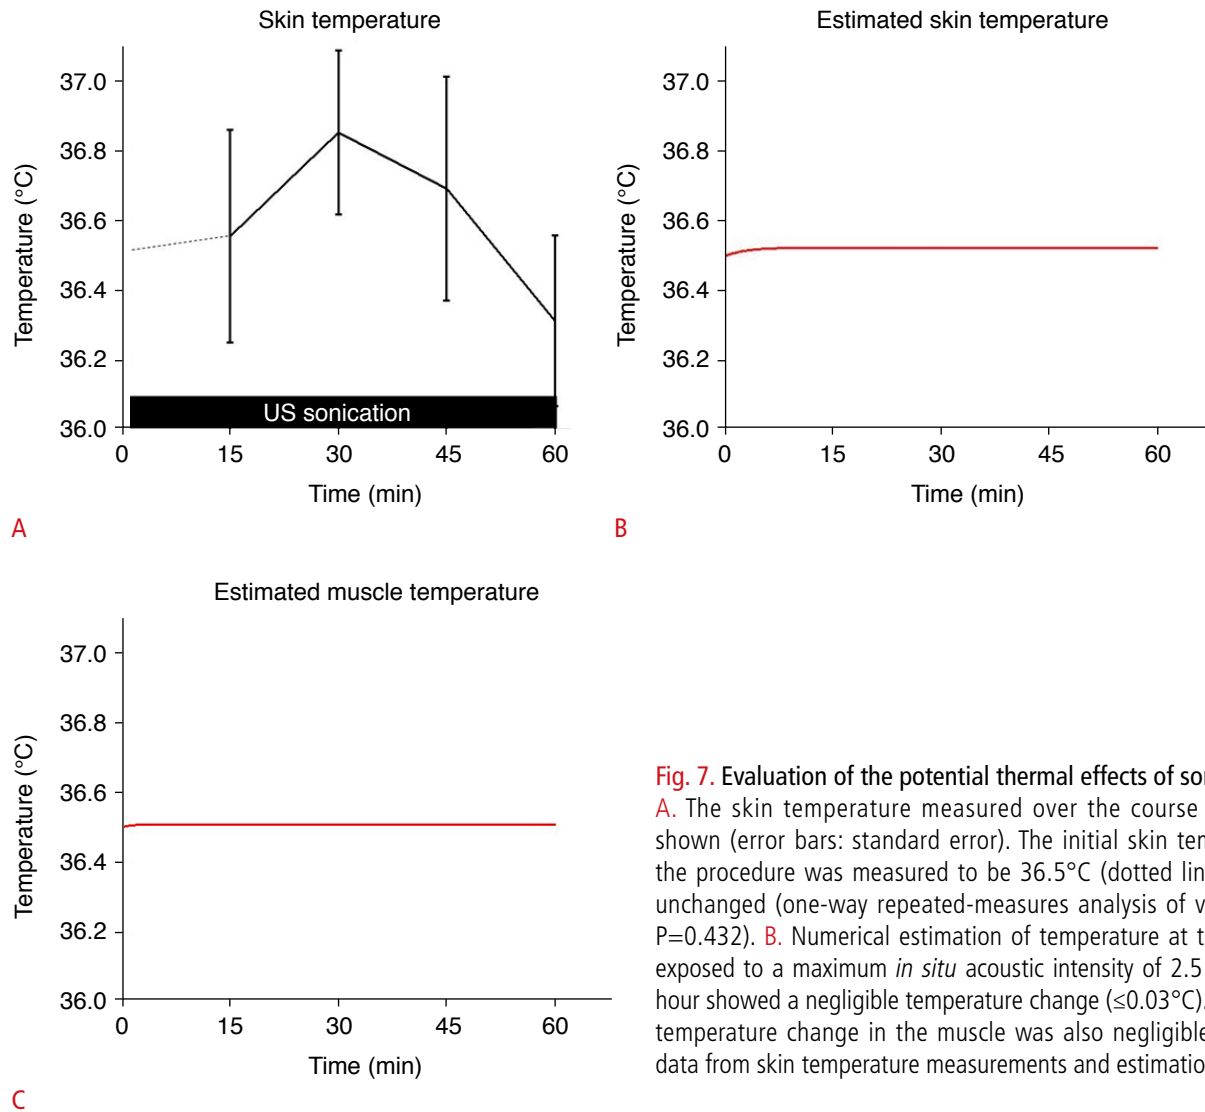 Skin temperature
37.0
36.8
36.6
36.4
36.2
36.0
Temperature (°C)
US sonication
0 15 30 45 60
Time (min)
A
Estimated skin temperature
37.0
36.8
36.6
36.4
36.2
36.0
Temperature (°C)
0 15 30 45 60
Time (min)
B
Estimated muscle temperature
37.0
36.8
36.6
36.4
36.2
36.0
Temperature (°C)
0 15 30 45 60
Time (min)
C
Fig. 7. Evaluation of the potential thermal effects of
A. The skin temperature measured over the course
shown (error bars: standard error). The initial skin
the procedure was measured to be 36.5°C (dotted
unchanged (one-way repeated-measures analysis of
P=0.432). B. Numerical estimation of temperature at
exposed to a maximum in situ acoustic intensity of 2.5
hour showed a negligible temperature change (≤0.03°C).
temperature change in the muscle was also negligible
data from skin temperature measurements and